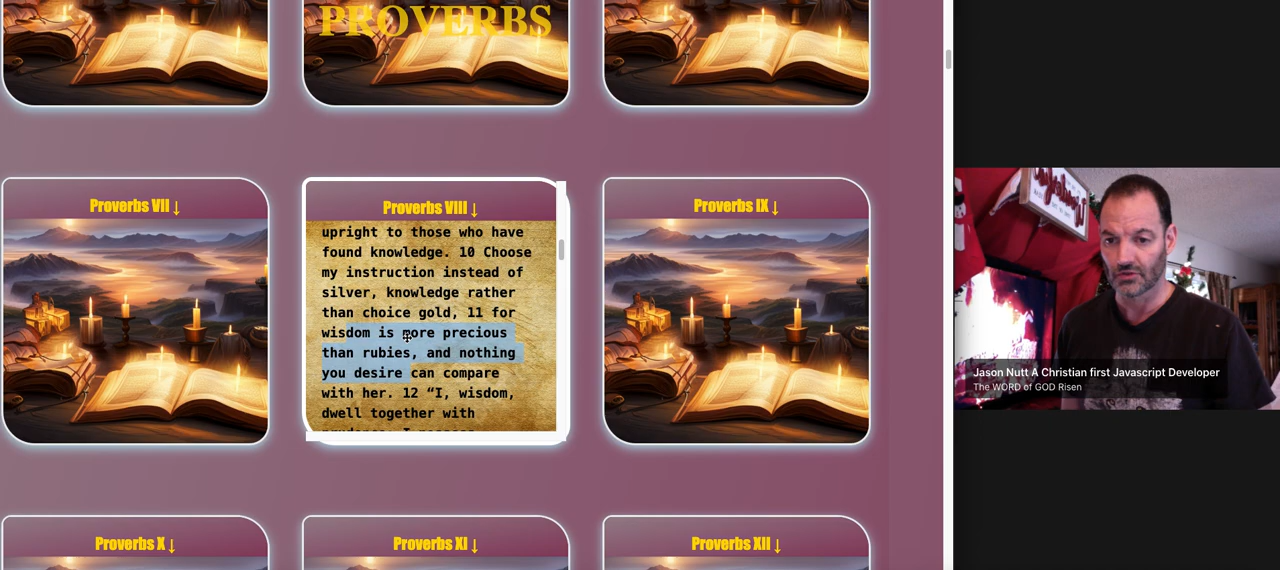 PROVERBS
Proverbs VII ↓
Proverbs VIII ↓
upright to those who have
found knowledge. 10 Choose
my instruction instead of
silver, knowledge rather
than choice gold, 11 for
wisdom is more precious
than rubies, and nothing
you desire can compare
with her. 12 “I, wisdom,
dwell together with
Proverbs IX ↓
Proverbs X ↓
Proverbs XI ↓
Proverbs XII ↓
Jason Nutt A Christian first Javascript Developer
The WORD of GOD Risen